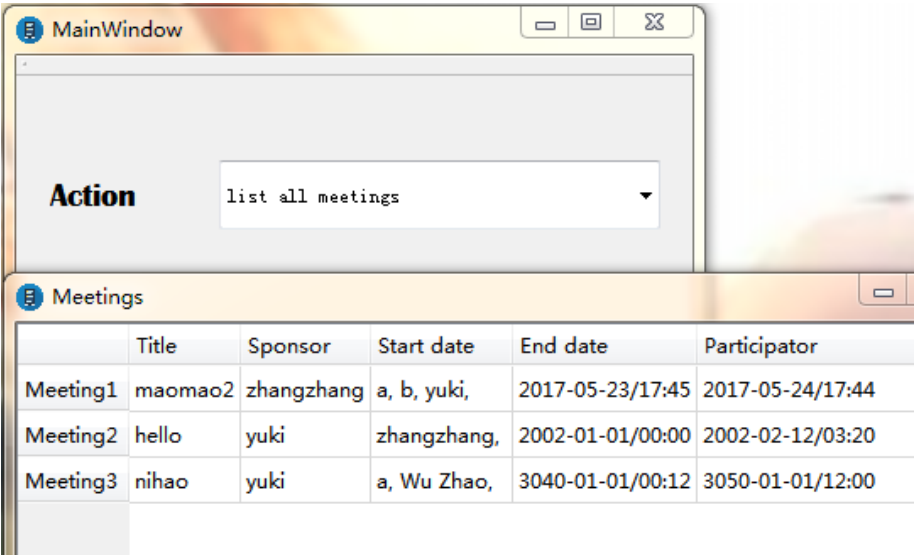 MainWindow
Action
list all meetings
Meetings
Title Sponsor Start date End date Participator
Meeting1 maomao2 zhangzhang a, b, yuki, 2017-05-23/17:45 2017-05-24/17:44
Meeting2 hello yuki zhangzhang, 2002-01-01/00:00 2002-02-12/03:20
Meeting3 nihao yuki a, Wu Zhao, 3040-01-01/00:12 3050-01-01/12:00